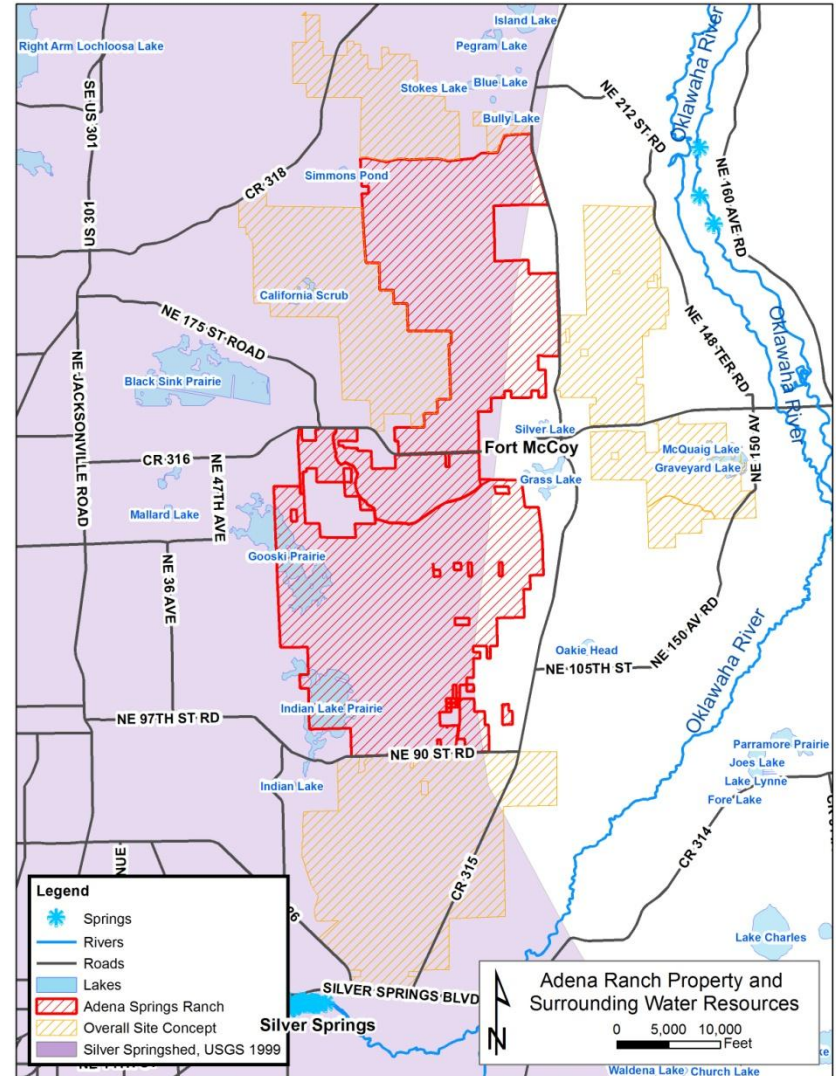 Island Lake
Right Arm Lochloosa Lake
Pegram Lake
Stokes Lake
Blue Lake
Bully Lake
NE 212 ST RD
Oklawaha River
SE US 301
CR 318
Simmons Pond
NE 160 AVE RD
US 301
California Scrub
NE 175 ST ROAD
NE 148 TER RD
Oklawaha River
Black Sink Prairie
NE JACKSONVILLE ROAD
Silver Lake
Fort McCoy
CR 316
NE 47TH AVE
McQuaig Lake
Graveyard Lake
NE 150 AV
Grass Lake
Mallard Lake
Gooski Prairie
NE 36 AVE
Oakie Head
NE 105TH ST
NE 150 AV RD
Oklawaha River
Indian Lake Prairie
NE 97TH ST RD
NE 90 ST RD
Parramore Prairie
Joes Lake
Lake Lynne
Fore Lake
Indian Lake
CR 314
CR 315
Lake Charles
SILVER SPRINGS BLVD
Silver Springs
Legend
Springs
Rivers
Roads
Lakes
Adena Springs Ranch
Overall Site Concept
Silver Springshed, USGS 1999
Adena Ranch Property and
Surrounding Water Resources
0 5,000 10,000
Feet
N
Waldena Lake
Church Lake